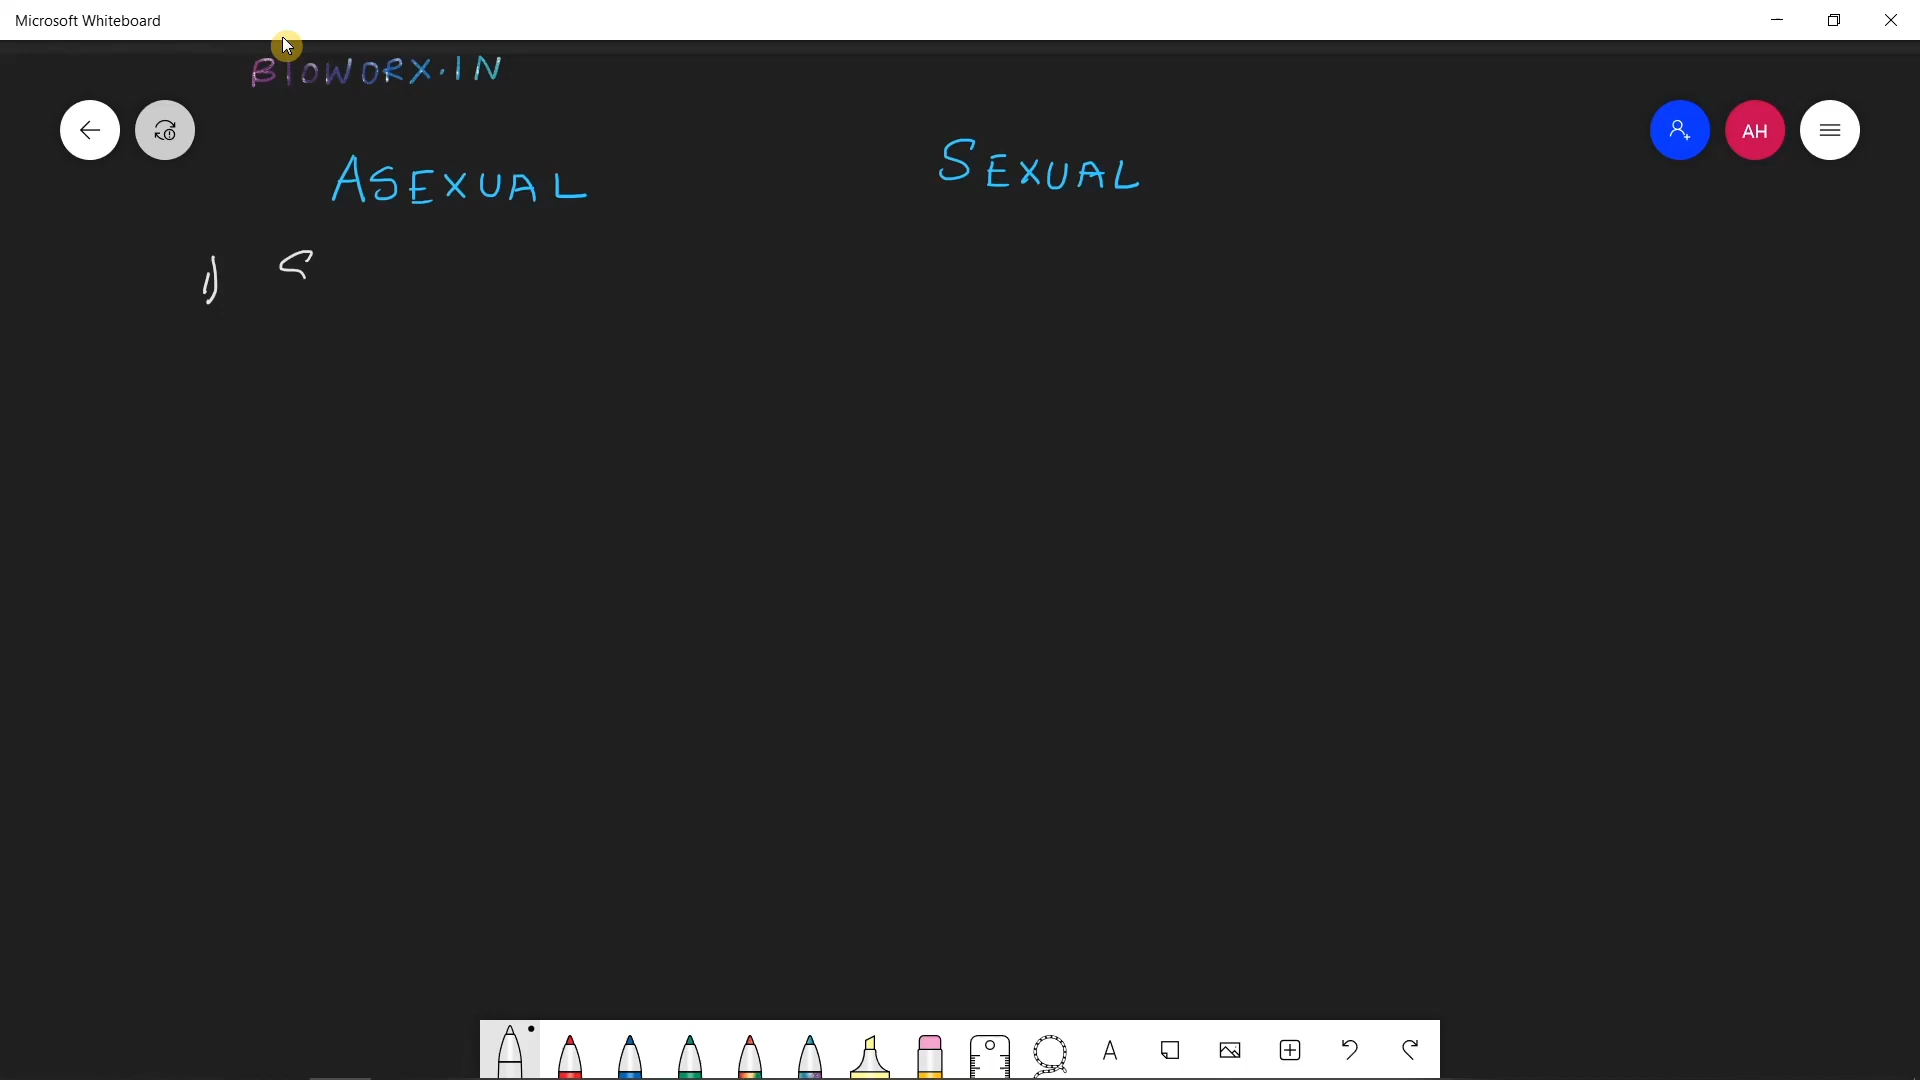 Microsoft Whiteboard
BIOWORX.IN
AH
ASEXUAL
SEXUAL
1) S